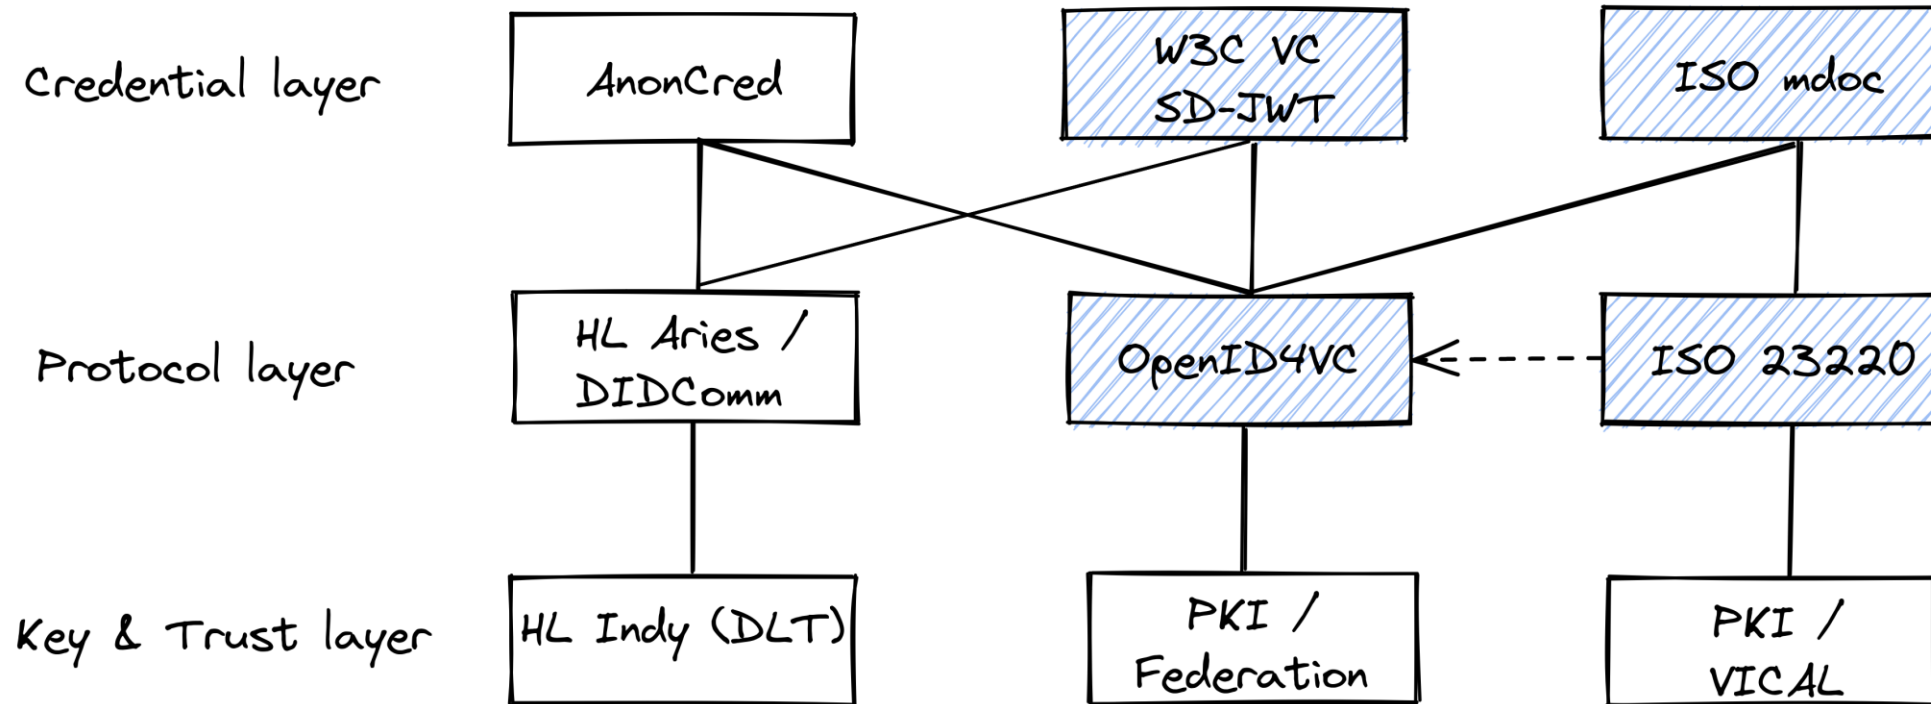 Credential layer
AnonCred
W3C VC
SD-JWT
ISO mdoc
Protocol layer
HL Aries /
DIDComm
OpenID4VC
ISO 23220
Key & Trust layer
HL Indy (DLT)
PKI /
Federation
PKI /
VICAL